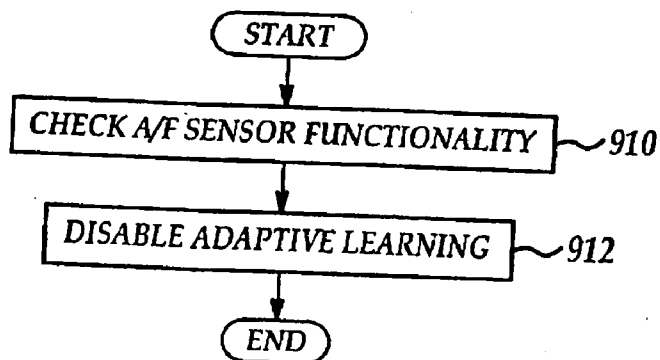 START
CHECK A/F SENSOR FUNCTIONALITY 910
DISABLE ADAPTIVE LEARNING 912
END